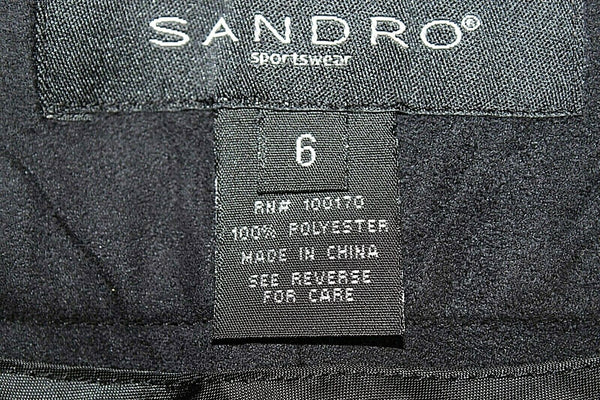 SANDRO®
sportswear
6
RN# 100170
100% POLYESTER
MADE IN CHINA
SEE REVERSE
FOR CARE